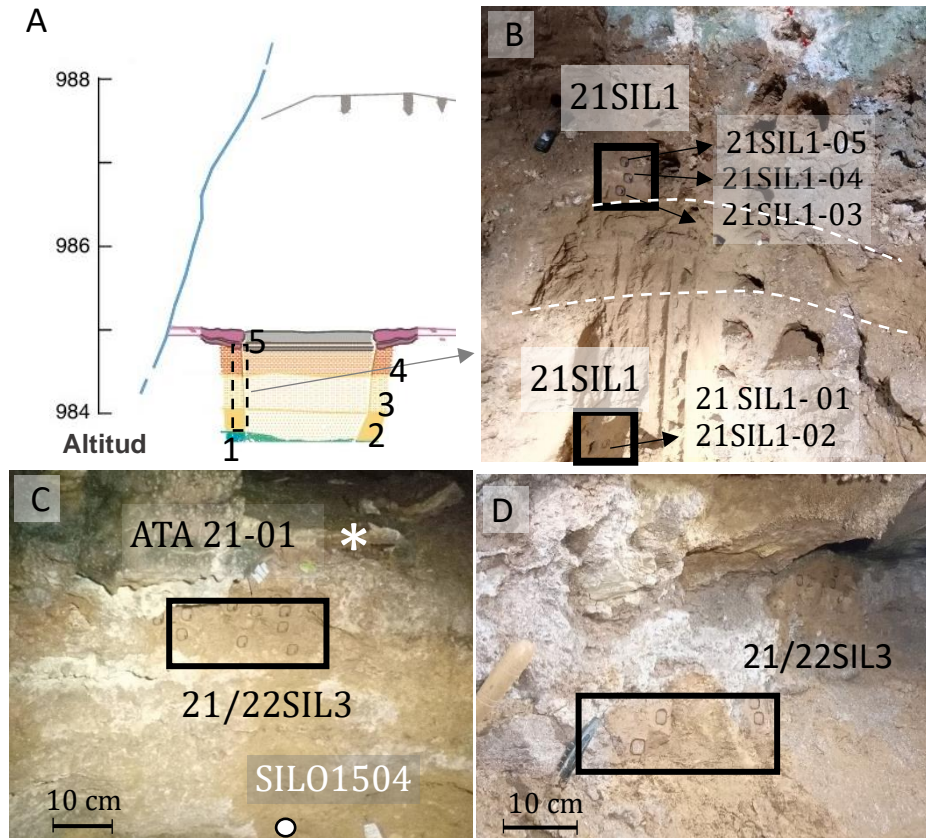 A
988
986
984
Altitud
5
4
3
2
1
B
21SIL1
21SIL1-05
21SIL1-04
21SIL1-03
21SIL1
21 SIL1- 01
21SIL1-02
C
ATA 21-01
*
21/22SIL3
SILO1504
10 cm
D
21/22SIL3
10 cm